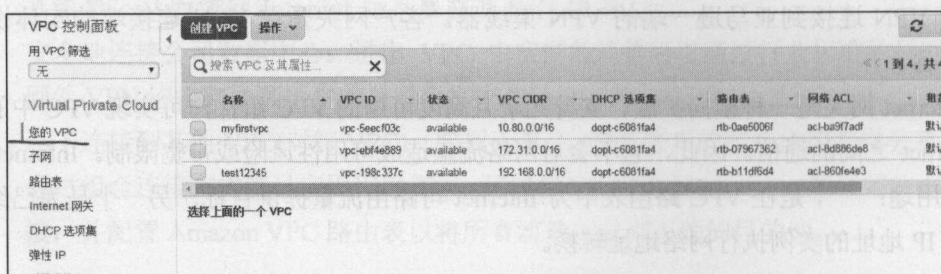 VPC 控制面板
用 VPC 筛选
无
Virtual Private Cloud
您的 VPC
子网
路由表
Internet 网关
DHCP 选项集
弹性 IP
创建 VPC 操作
搜索 VPC 及其属性...
1 到 4，共 4
名称 VPC ID 状态 VPC CIDR DHCP 选项集 路由表 网络 ACL
myfirstvpc vpc-5eecf03c available 10.80.0.0/16 dopt-c6081fa4 rtb-0ae5006f acl-ba9f7adf 默认
vpc-ebf4e889 available 172.31.0.0/16 dopt-c6081fa4 rtb-07967362 acl-8d886de8 默认
test12345 vpc-198c337c available 192.168.0.0/16 dopt-c6081fa4 rtb-b11df6d4 acl-860fe4e3 默认
选择上面的一个 VPC